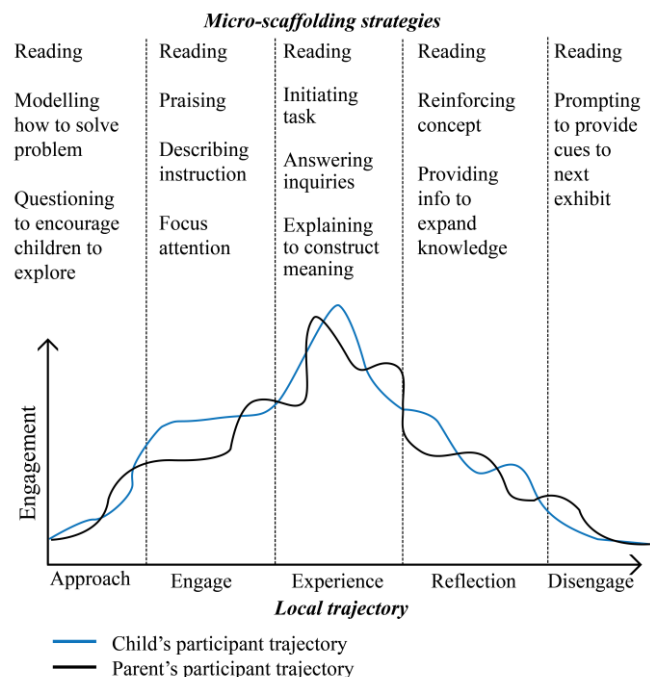 Micro-scaffolding strategies
Reading
Modelling
how to solve
problem
Questioning
to encourage
children to
explore
Reading
Praising
Describing
instruction
Focus
attention
Reading
Initiating
task
Answering
inquiries
Explaining
to construct
meaning
Reading
Reinforcing
concept
Providing
info to
expand
knowledge
Reading
Prompting
to provide
cues to
next
exhibit
Engagement
Approach
Engage
Experience
Reflection
Disengage
Local trajectory
Child's participant trajectory
Parent's participant trajectory